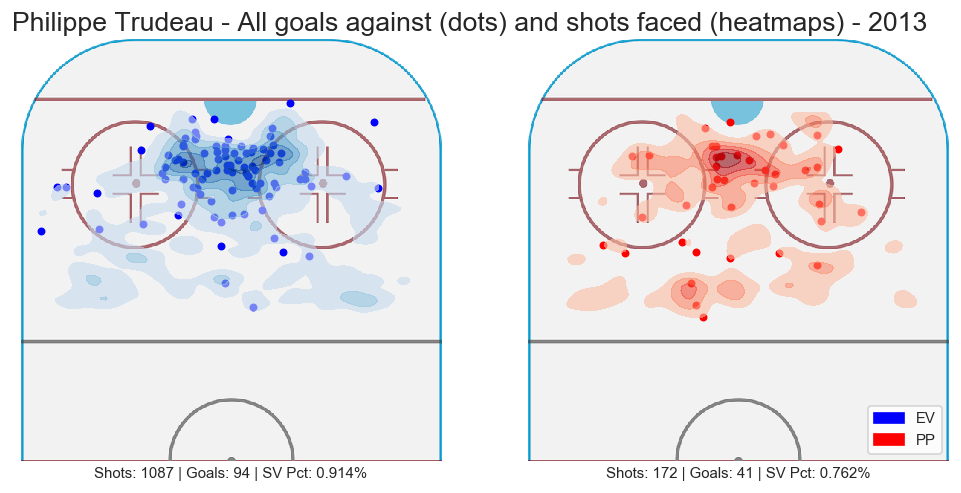 Philippe Trudeau - All goals against (dots) and shots faced (heatmaps) - 2013
EV
PP
Shots: 1087 | Goals: 94 | SV Pct: 0.914%
Shots: 172 | Goals: 41 | SV Pct: 0.762%